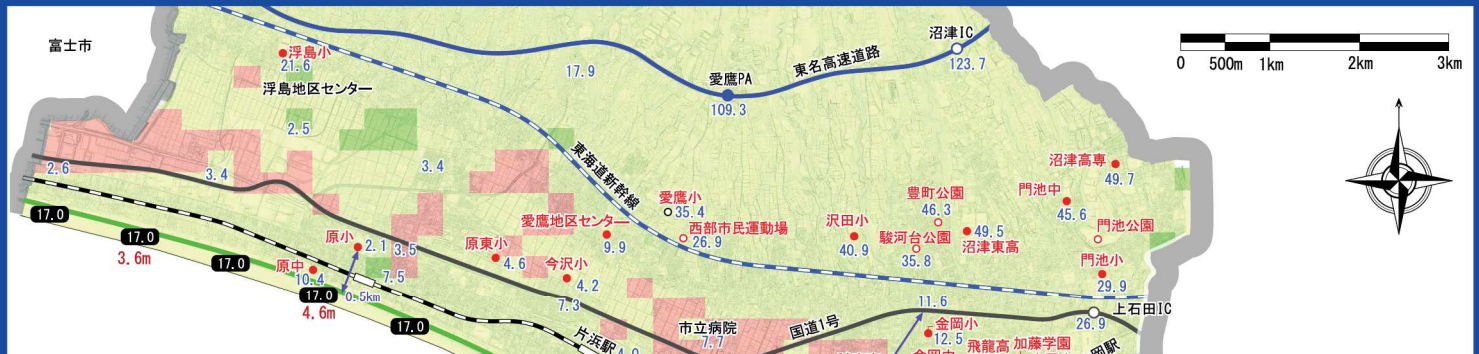 富士市
浮島小
21.6
浮島地区センター
2.5
17.9
愛鷹PA
109.3
東名高速道路
沼津IC
123.7
0 500m 1km 2km 3km
2.6
3.4
3.4
東海道新幹線
愛鷹小
35.4
西部市民運動場
26.9
愛鷹地区センター
9.9
沢田小
40.9
豊町公園
46.3
駿河台公園
35.8
49.5
沼津東高
沼津高専
49.7
門池中
45.6
門池公園
門池小
29.9
17.0
17.0
3.6m
17.0
原小
2.1
3.5
原東小
4.6
今沢小
4.2
7.3
原中
10.4
7.5
17.0
0.5km
4.6m
17.0
片浜駅
市立病院
7.7
国道1号
11.6
上石田IC
26.9
金岡小
12.5
飛龍高
加藤学園
岡駅